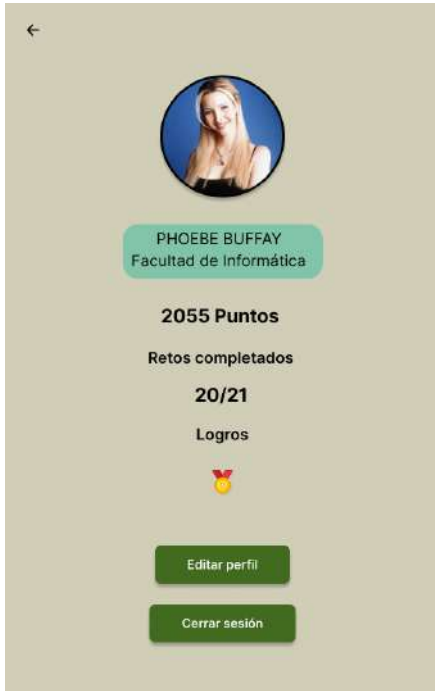 PHOEBE BUFFAY
Facultad de Informática
2055 Puntos
Retos completados
20/21
Logros
Editar perfil
Cerrar sesión